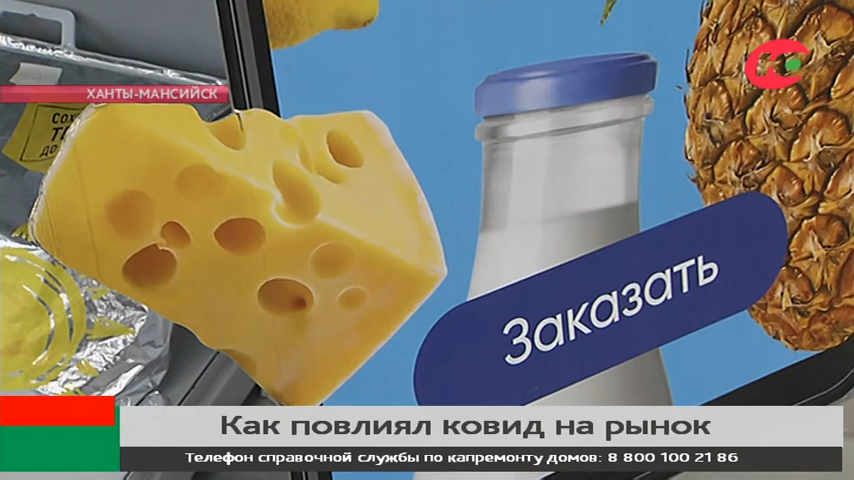 ХАНТЫ-МАНСИЙСК
Заказать
Как повлиял ковид на рынок
Телефон справочной службы по капремонту домов: 8 800 100 21 86